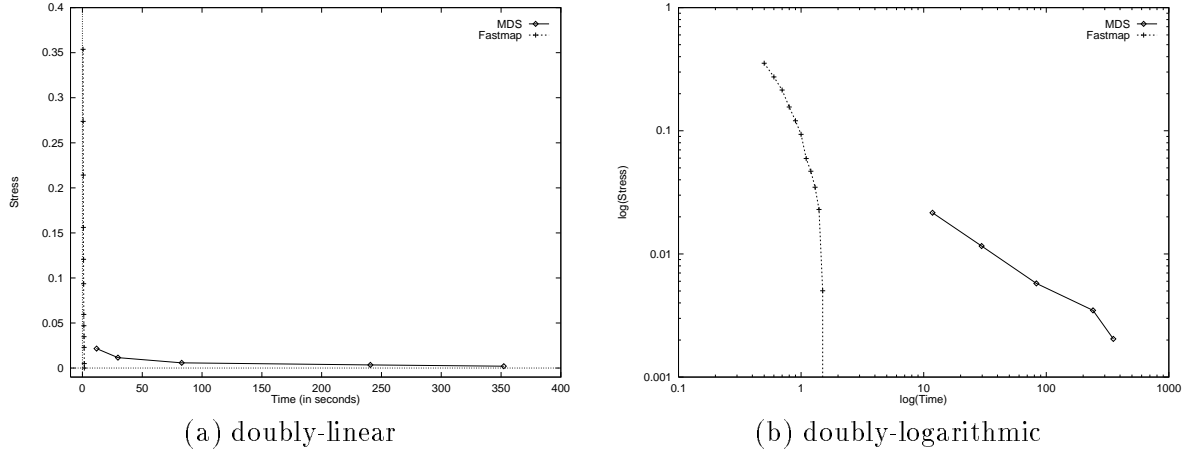 MDS
Fastmap
0.4
0.35
0.3
0.25
0.2
0.15
0.1
0.05
0
Stress
0 50 100 150 200 250 300 350 400
Time (in seconds)
(a) doubly-linear
MDS
Fastmap
1
0.1
0.01
0.001
log(Stress)
0.1 1 10 100 1000
log(Time)
(b) doubly-logarithmic